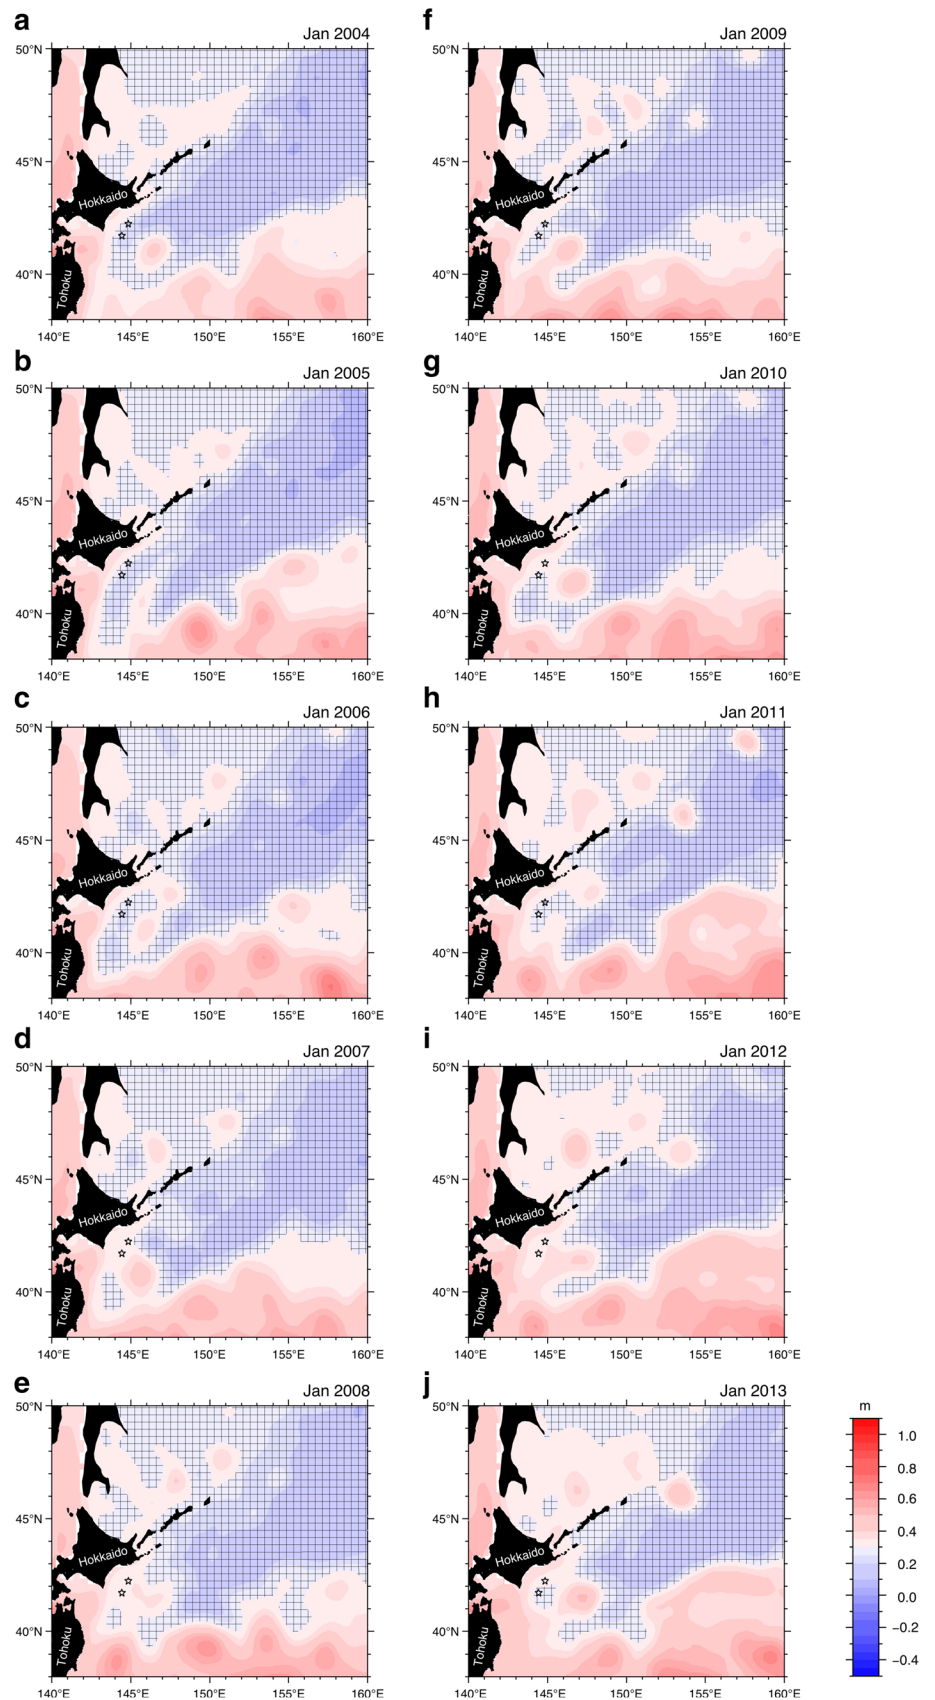 a
Jan 2004
50°N
45°N
40°N
Hokkaido
Tohoku
140°E 145°E 150°E 155°E 160°E
f
Jan 2009
50°N
45°N
40°N
Hokkaido
Tohoku
140°E 145°E 150°E 155°E 160°E
b
Jan 2005
50°N
45°N
40°N
Hokkaido
Tohoku
140°E 145°E 150°E 155°E 160°E
g
Jan 2010
50°N
45°N
40°N
Hokkaido
Tohoku
140°E 145°E 150°E 155°E 160°E
c
Jan 2006
50°N
45°N
40°N
Hokkaido
Tohoku
140°E 145°E 150°E 155°E 160°E
h
Jan 2011
50°N
45°N
40°N
Hokkaido
Tohoku
140°E 145°E 150°E 155°E 160°E
d
Jan 2007
50°N
45°N
40°N
Hokkaido
Tohoku
140°E 145°E 150°E 155°E 160°E
i
Jan 2012
50°N
45°N
40°N
Hokkaido
Tohoku
140°E 145°E 150°E 155°E 160°E
e
Jan 2008
50°N
45°N
40°N
Hokkaido
Tohoku
140°E 145°E 150°E 155°E 160°E
j
Jan 2013
50°N
45°N
40°N
Hokkaido
Tohoku
140°E 145°E 150°E 155°E 160°E
m
1.0
0.8
0.6
0.4
0.2
0.0
−0.2
−0.4